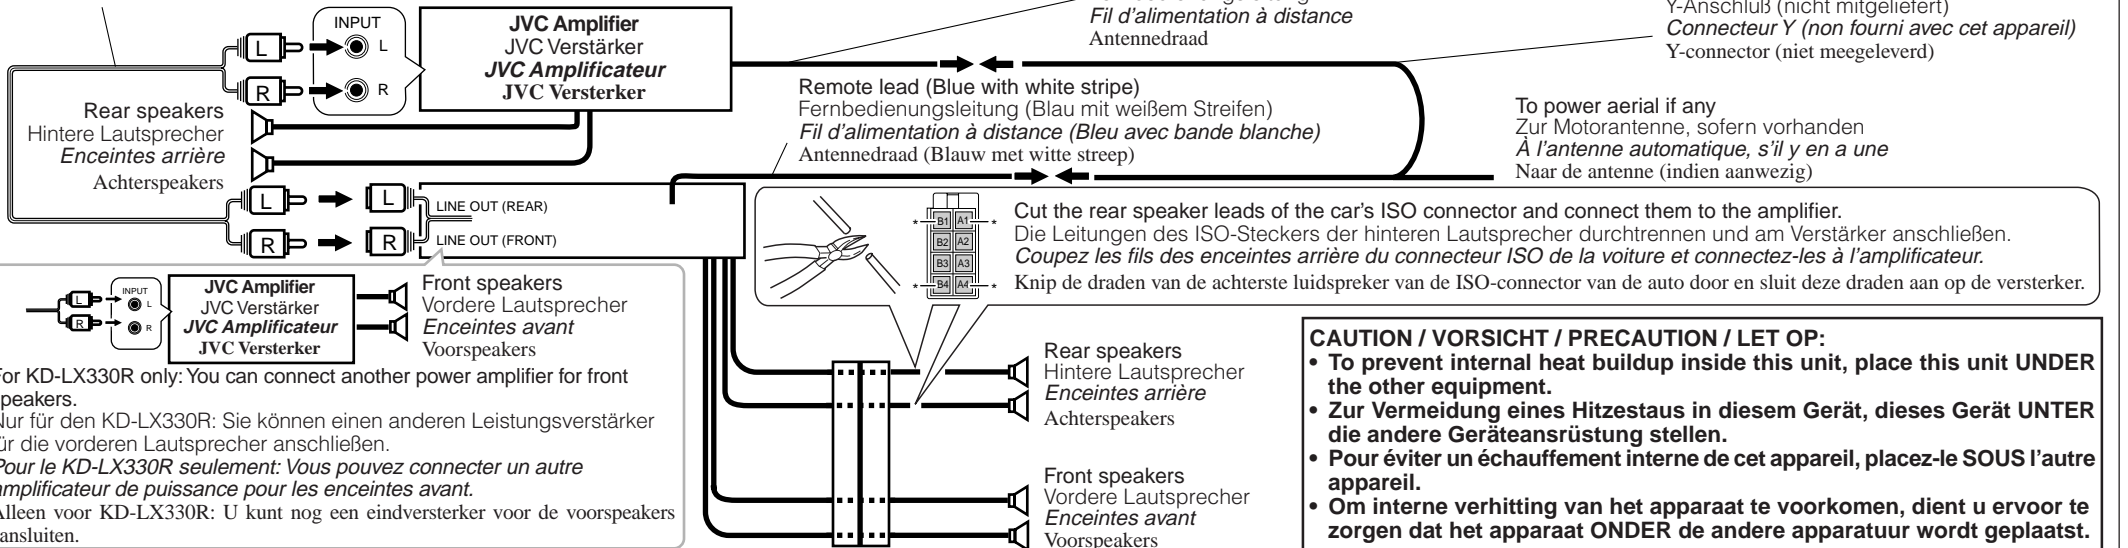 INPUT
L
R
L
R
JVC Amplifier
JVC Verstärker
JVC Amplificateur
JVC Versterker
Fil d'alimentation à distance
Antennedraad
Y-Anschluß (nicht mitgeliefert)
Connecteur Y (non fourni avec cet appareil)
Y-connector (niet meegeleverd)
Rear speakers
Hintere Lautsprecher
Enceintes arrière
Achterspeakers
Remote lead (Blue with white stripe)
Fernbedienungsleitung (Blau mit weißem Streifen)
Fil d'alimentation à distance (Bleu avec bande blanche)
Antennedraad (Blauw met witte streep)
To power aerial if any
Zur Motorantenne, sofern vorhanden
À l'antenne automatique, s'il y en a une
Naar de antenne (indien aanwezig)
L
L
R
R
LINE OUT (REAR)
LINE OUT (FRONT)
* B1 A1 *
B2 A2
B3 A3
* B4 A4 *
Cut the rear speaker leads of the car's ISO connector and connect them to the amplifier.
Die Leitungen des ISO-Steckers der hinteren Lautsprecher durchtrennen und am Verstärker anschließen.
Coupez les fils des enceintes arrière du connecteur ISO de la voiture et connectez-les à l'amplificateur.
Knip de draden van de achterste luidspreker van de ISO-connector van de auto door en sluit deze draden aan op de versterker.
L
R
INPUT
L
R
JVC Amplifier
JVC Verstärker
JVC Amplificateur
JVC Versterker
Front speakers
Vordere Lautsprecher
Enceintes avant
Voorspeakers
For KD-LX330R only: You can connect another power amplifier for front
speakers.
Nur für den KD-LX330R: Sie können einen anderen Leistungsverstärker
für die vorderen Lautsprecher anschließen.
Pour le KD-LX330R seulement: Vous pouvez connecter un autre
amplificateur de puissance pour les enceintes avant.
Alleen voor KD-LX330R: U kunt nog een eindversterker voor de voorspeakers
aansluiten.
Rear speakers
Hintere Lautsprecher
Enceintes arrière
Achterspeakers
Front speakers
Vordere Lautsprecher
Enceintes avant
Voorspeakers
CAUTION / VORSICHT / PRECAUTION / LET OP:
• To prevent internal heat buildup inside this unit, place this unit UNDER
the other equipment.
• Zur Vermeidung eines Hitzestaus in diesem Gerät, dieses Gerät UNTER
die andere Geräteansrüstung stellen.
• Pour éviter un échauffement interne de cet appareil, placez-le SOUS l'autre
appareil.
• Om interne verhitting van het apparaat te voorkomen, dient u ervoor te
zorgen dat het apparaat ONDER de andere apparatuur wordt geplaatst.